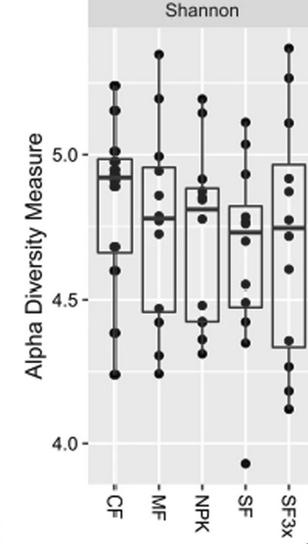 Shannon
Alpha Diversity Measure
5.0
4.5
4.0
CF
MF
NPK
SF
SF3x